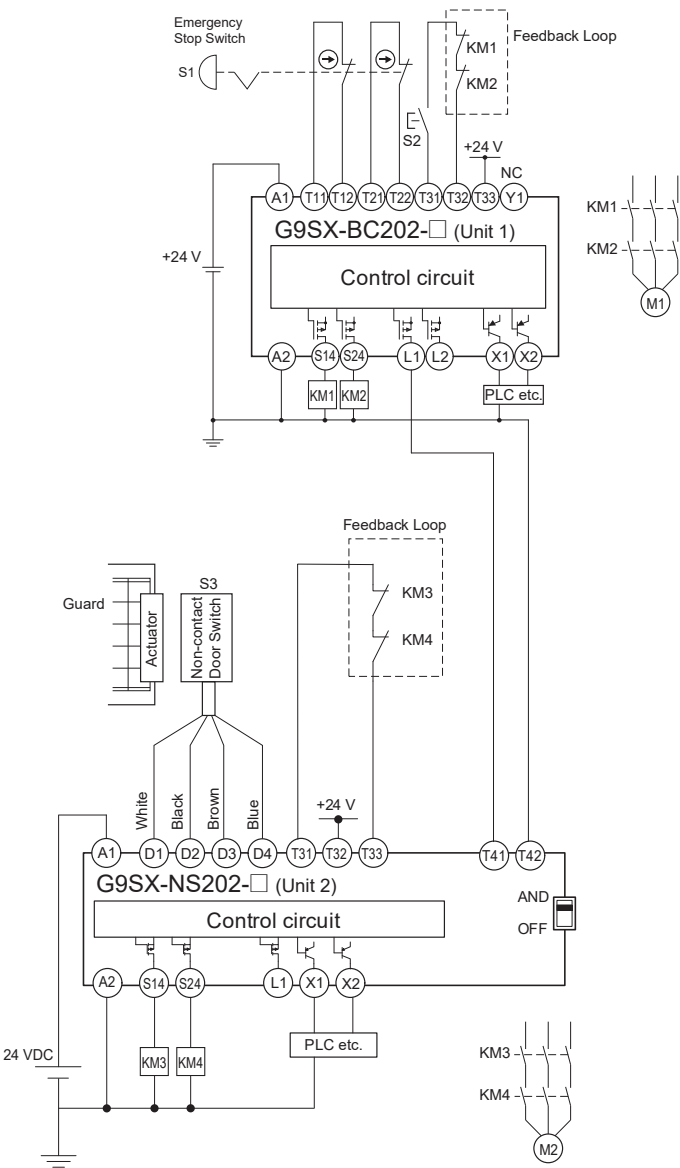 Emergency
Stop Switch
S1
KM1
KM2
Feedback Loop
S2
+24 V
NC
A1 T11 T12 T21 T22 T31 T32 T33 Y1
G9SX-BC202-□ (Unit 1)
Control circuit
+24 V
KM1
KM2
M1
A2 S14 S24 L1 L2 X1 X2
KM1 KM2 PLC etc.
Feedback Loop
KM3
KM4
Guard
Actuator
S3
Non-contact
Door Switch
White
Black
Brown
Blue
+24 V
A1 D1 D2 D3 D4 T31 T32 T33 T41 T42
G9SX-NS202-□ (Unit 2)
Control circuit
AND
OFF
A2 S14 S24 L1 X1 X2
KM3 KM4 PLC etc.
24 VDC
KM3
KM4
M2